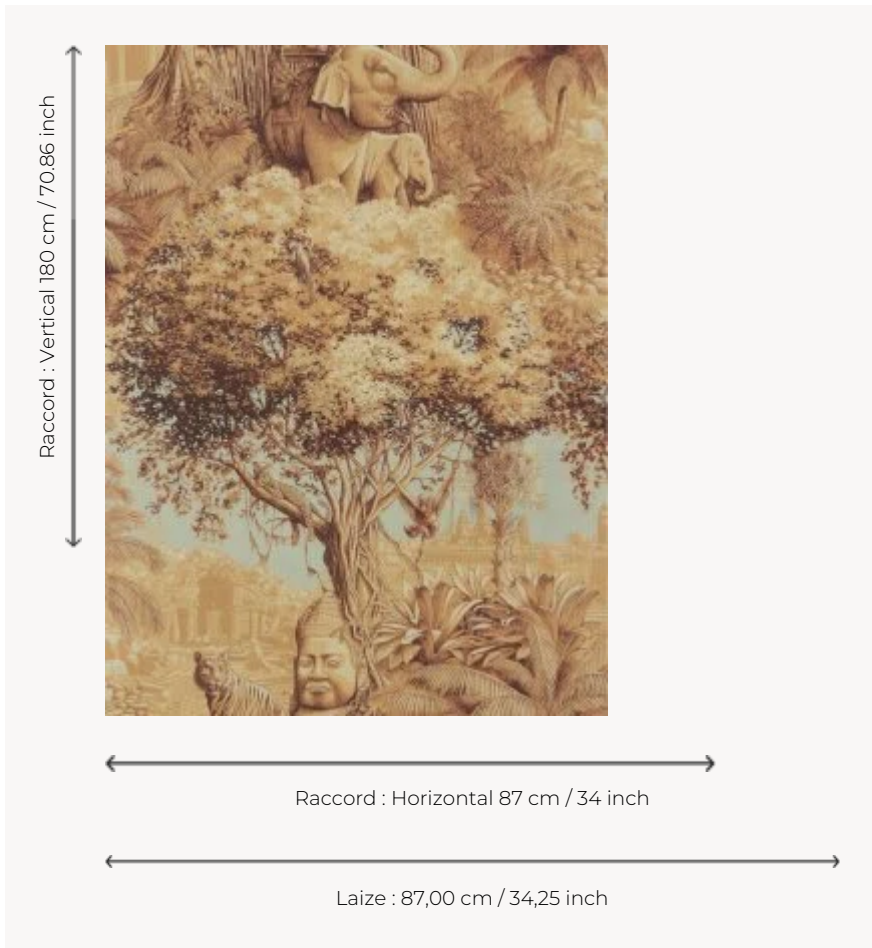 Raccord : Vertical 180 cm / 70.86 inch
Raccord : Horizontal 87 cm / 34 inch
Laize : 87,00 cm / 34,25 inch